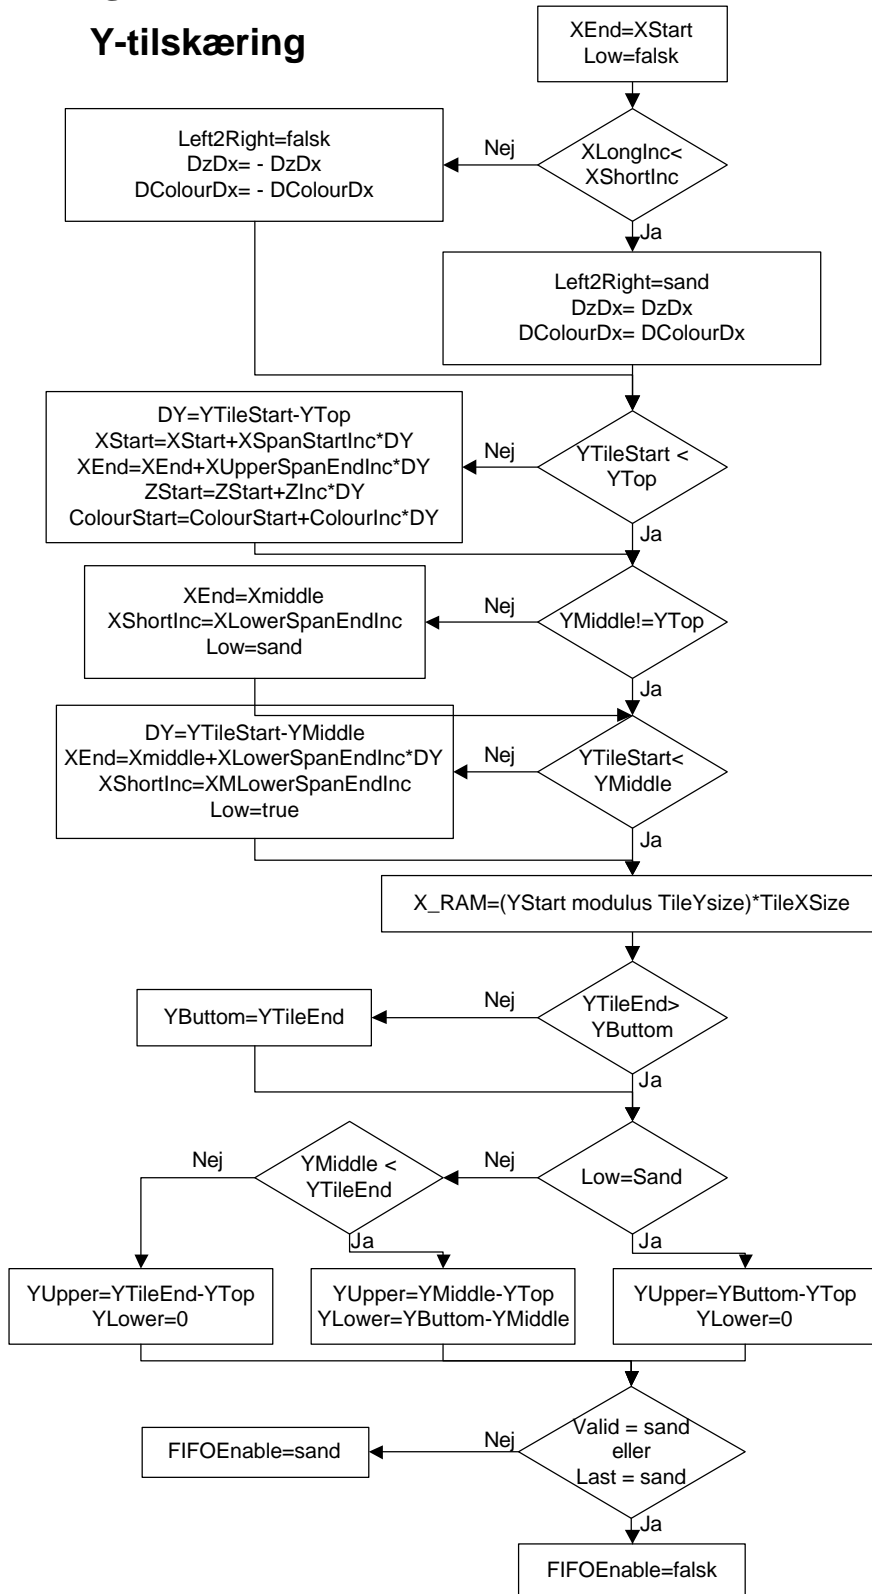 Y-tilskæring
XEnd=XStart
Low=falsk
Left2Right=falsk
DzDx= - DzDx
DColourDx= - DColourDx
Nej
XLongInc<
XShortInc
Ja
Left2Right=sand
DzDx= DzDx
DColourDx= DColourDx
DY=YTileStart-YTop
XStart=XStart+XSpanStartInc*DY
XEnd=XEnd+XUpperSpanEndInc*DY
ZStart=ZStart+ZInc*DY
ColourStart=ColourStart+ColourInc*DY
Nej
YTileStart <
YTop
Ja
XEnd=Xmiddle
XShortInc=XLowerSpanEndInc
Low=sand
Nej
YMiddle!=YTop
Ja
DY=YTileStart-YMiddle
XEnd=Xmiddle+XLowerSpanEndInc*DY
XShortInc=XMLowerSpanEndInc
Low=true
Nej
YTileStart<
YMiddle
Ja
X_RAM=(YStart modulus TileYsize)*TileXSize
YButtom=YTileEnd
Nej
YTileEnd>
YButtom
Ja
Nej
YMiddle <
YTileEnd
Nej
Low=Sand
Ja
Ja
YUpper=YTileEnd-YTop
YLower=0
YUpper=YMiddle-YTop
YLower=YButtom-YMiddle
YUpper=YButtom-YTop
YLower=0
FIFOEnable=sand
Nej
Valid = sand
eller
Last = sand
Ja
FIFOEnable=falsk